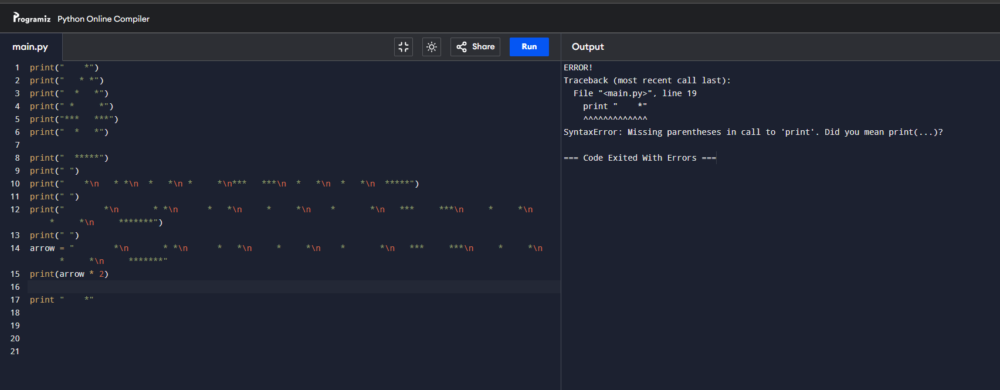 Programiz Python Online Compiler
main.py Share Run Output
1 print("    *")
2 print("   * *")
3 print("  *   *")
4 print(" *     *")
5 print("***   ***")
6 print("  *   *")
7
8 print("  *****")
9 print(" ")
10 print("    *\n   * *\n  *   *\n *     *\n***   ***\n  *   *\n  *   *\n  *****")
11 print(" ")
12 print("        *\n       * *\n      *   *\n     *     *\n    *       *\n   ***     ***\n     *     *\n
     *     *\n     *******")
13 print(" ")
14 arrow = "        *\n       * *\n      *   *\n     *     *\n    *       *\n   ***     ***\n     *     *\n
     *     *\n     *******"
15 print(arrow * 2)
16
17 print "    *"
18
19
20
21
ERROR!
Traceback (most recent call last):
  File "<main.py>", line 19
    print "    *"
    ^^^^^^^^^^^^^
SyntaxError: Missing parentheses in call to 'print'. Did you mean print(...)?
=== Code Exited With Errors ===